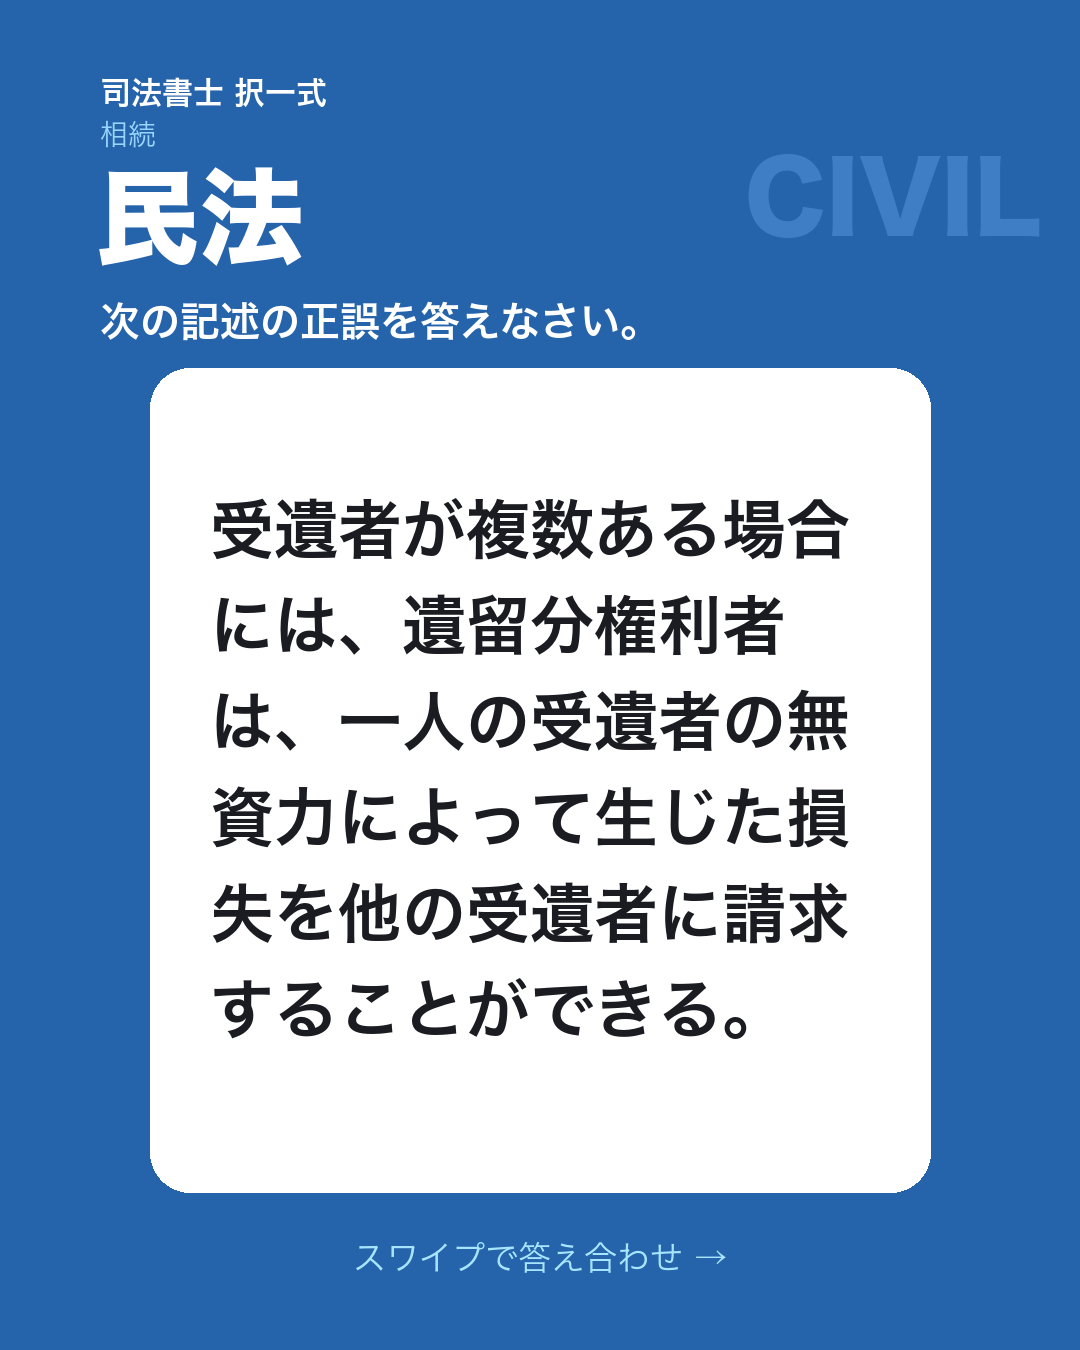 司法書士 択一式
相続
民法
CIVIL
次の記述の正誤を答えなさい。
受遺者が複数ある場合
には、遺留分権利者
は、一人の受遺者の無
資力によって生じた損
失を他の受遺者に請求
することができる。
スワイプで答え合わせ →